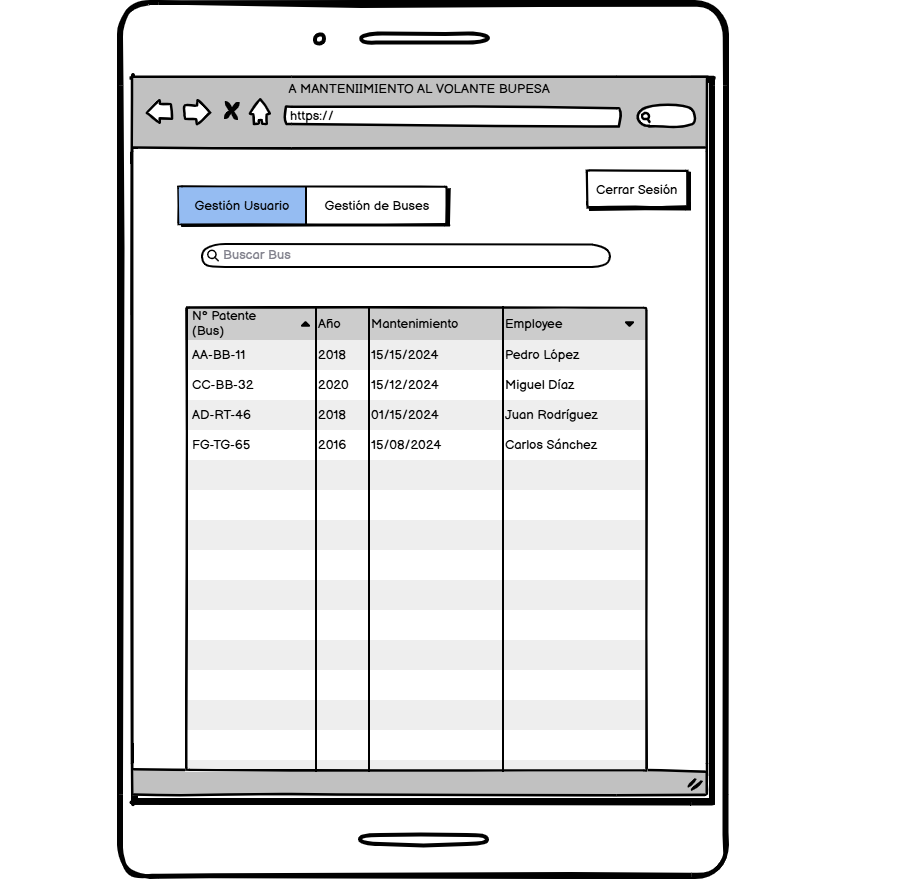 A MANTENIIMIENTO AL VOLANTE BUPESA
https://
Cerrar Sesión
Gestión Usuario Gestión de Buses
Buscar Bus
N° Patente
(Bus) Año Mantenimiento Employee
AA-BB-11 2018 15/15/2024 Pedro López
CC-BB-32 2020 15/12/2024 Miguel Díaz
AD-RT-46 2018 01/15/2024 Juan Rodríguez
FG-TG-65 2016 15/08/2024 Carlos Sánchez